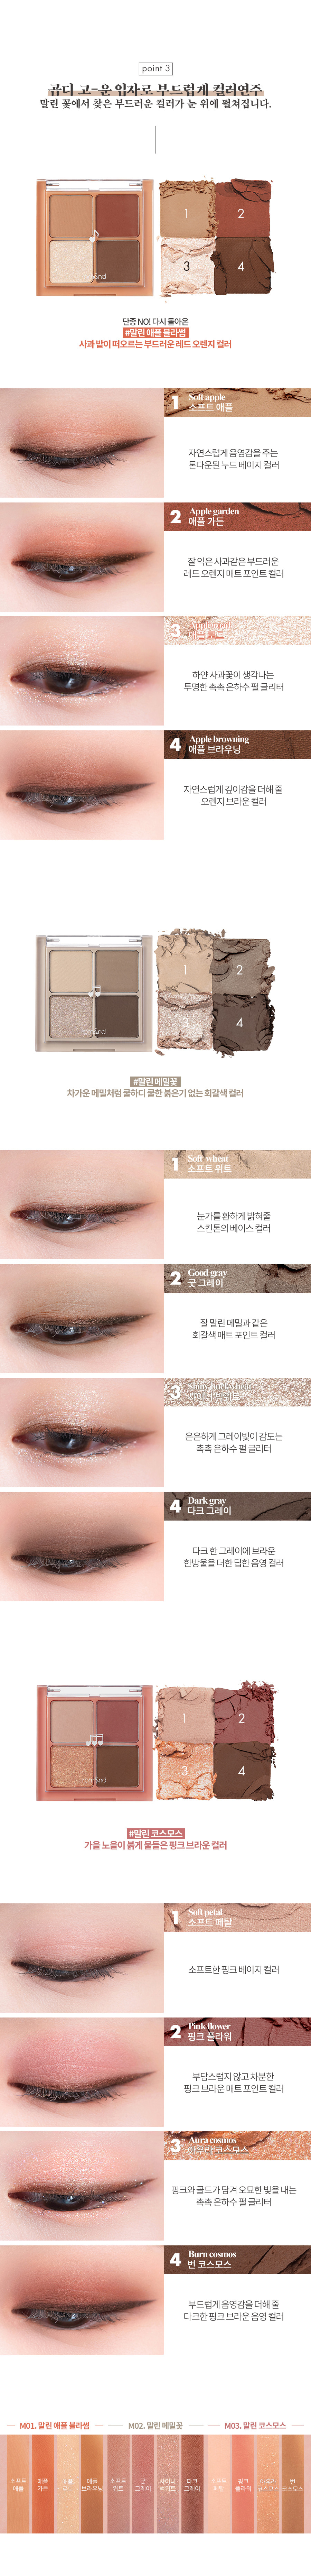 point 3
곱디 고-운 입자로 부드럽게 컬러연주
말린 꽃에서 찾은 부드러운 컬러가 눈 위에 펼쳐집니다.
1
2
3
4
rom&nd
단종 NO! 다시 돌아온
#말린 애플 블라썸
사과 밭이 떠오르는 부드러운 레드 오렌지 컬러
1 Soft apple
소프트 애플
자연스럽게 음영감을 주는
톤다운된 누드 베이지 컬러
2 Apple garden
애플 가든
잘 익은 사과같은 부드러운
레드 오렌지 매트 포인트 컬러
3
하얀 사과꽃이 생각나는
투명한 촉촉 은하수 펄 글리터
4 Apple browning
애플 브라우닝
자연스럽게 깊이감을 더해 줄
오렌지 브라운 컬러
1
2
3
4
rom&nd
#말린 메밀꽃
차가운 메밀처럼 쿨하디 쿨한 붉은기 없는 회갈색 컬러
1 Soft wheat
소프트 위트
눈가를 환하게 밝혀줄
스킨톤의 베이스 컬러
2 Good gray
굿 그레이
잘 말린 메밀과 같은
회갈색 매트 포인트 컬러
3
은은하게 그레이빛이 감도는
촉촉 은하수 펄 글리터
4 Dark gray
다크 그레이
다크 한 그레이에 브라운
한방울을 더한 딥한 음영 컬러
1
2
3
4
rom&nd
#말린 코스모스
가을 노을이 붉게 물들은 핑크 브라운 컬러
1 Soft petal
소프트 페탈
소프트한 핑크 베이지 컬러
2 Pink flower
핑크 플라워
부담스럽지 않고 차분한
핑크 브라운 매트 포인트 컬러
3 Aura cosmos
아우라 코스모스
핑크와 골드가 담겨 오묘한 빛을 내는
촉촉 은하수 펄 글리터
4 Burn cosmos
번 코스모스
부드럽게 음영감을 더해 줄
다크한 핑크 브라운 음영 컬러
M01. 말린 애플 블라썸
M02. 말린 메밀꽃
M03. 말린 코스모스
소프트 애플
애플 가든
애플 브라우닝
소프트 위트
굿 그레이
샤이니 벅위트
다크 그레이
소프트 페탈
핑크 플라워
아우라 코스모스
번 코스모스